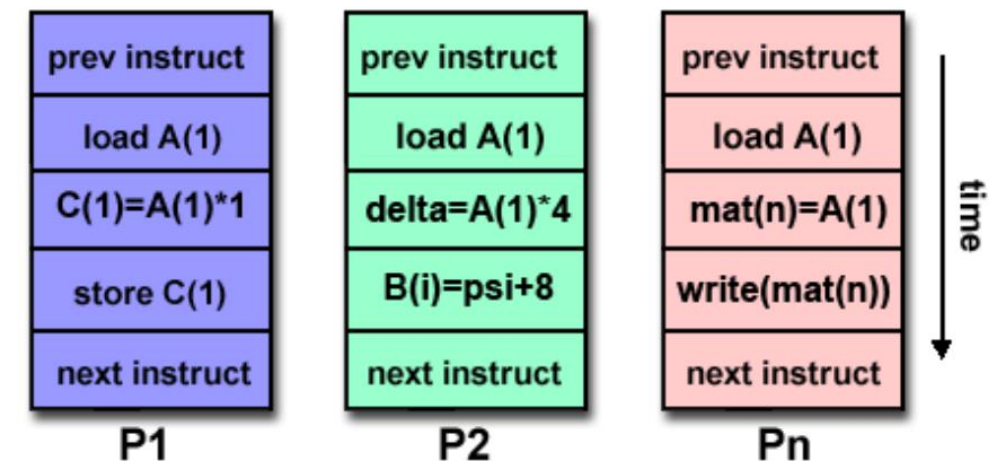 prev instruct
load A(1)
C(1)=A(1)*1
store C(1)
next instruct
P1
prev instruct
load A(1)
delta=A(1)*4
B(i)=psi+8
next instruct
P2
prev instruct
load A(1)
mat(n)=A(1)
write(mat(n))
next instruct
Pn
time